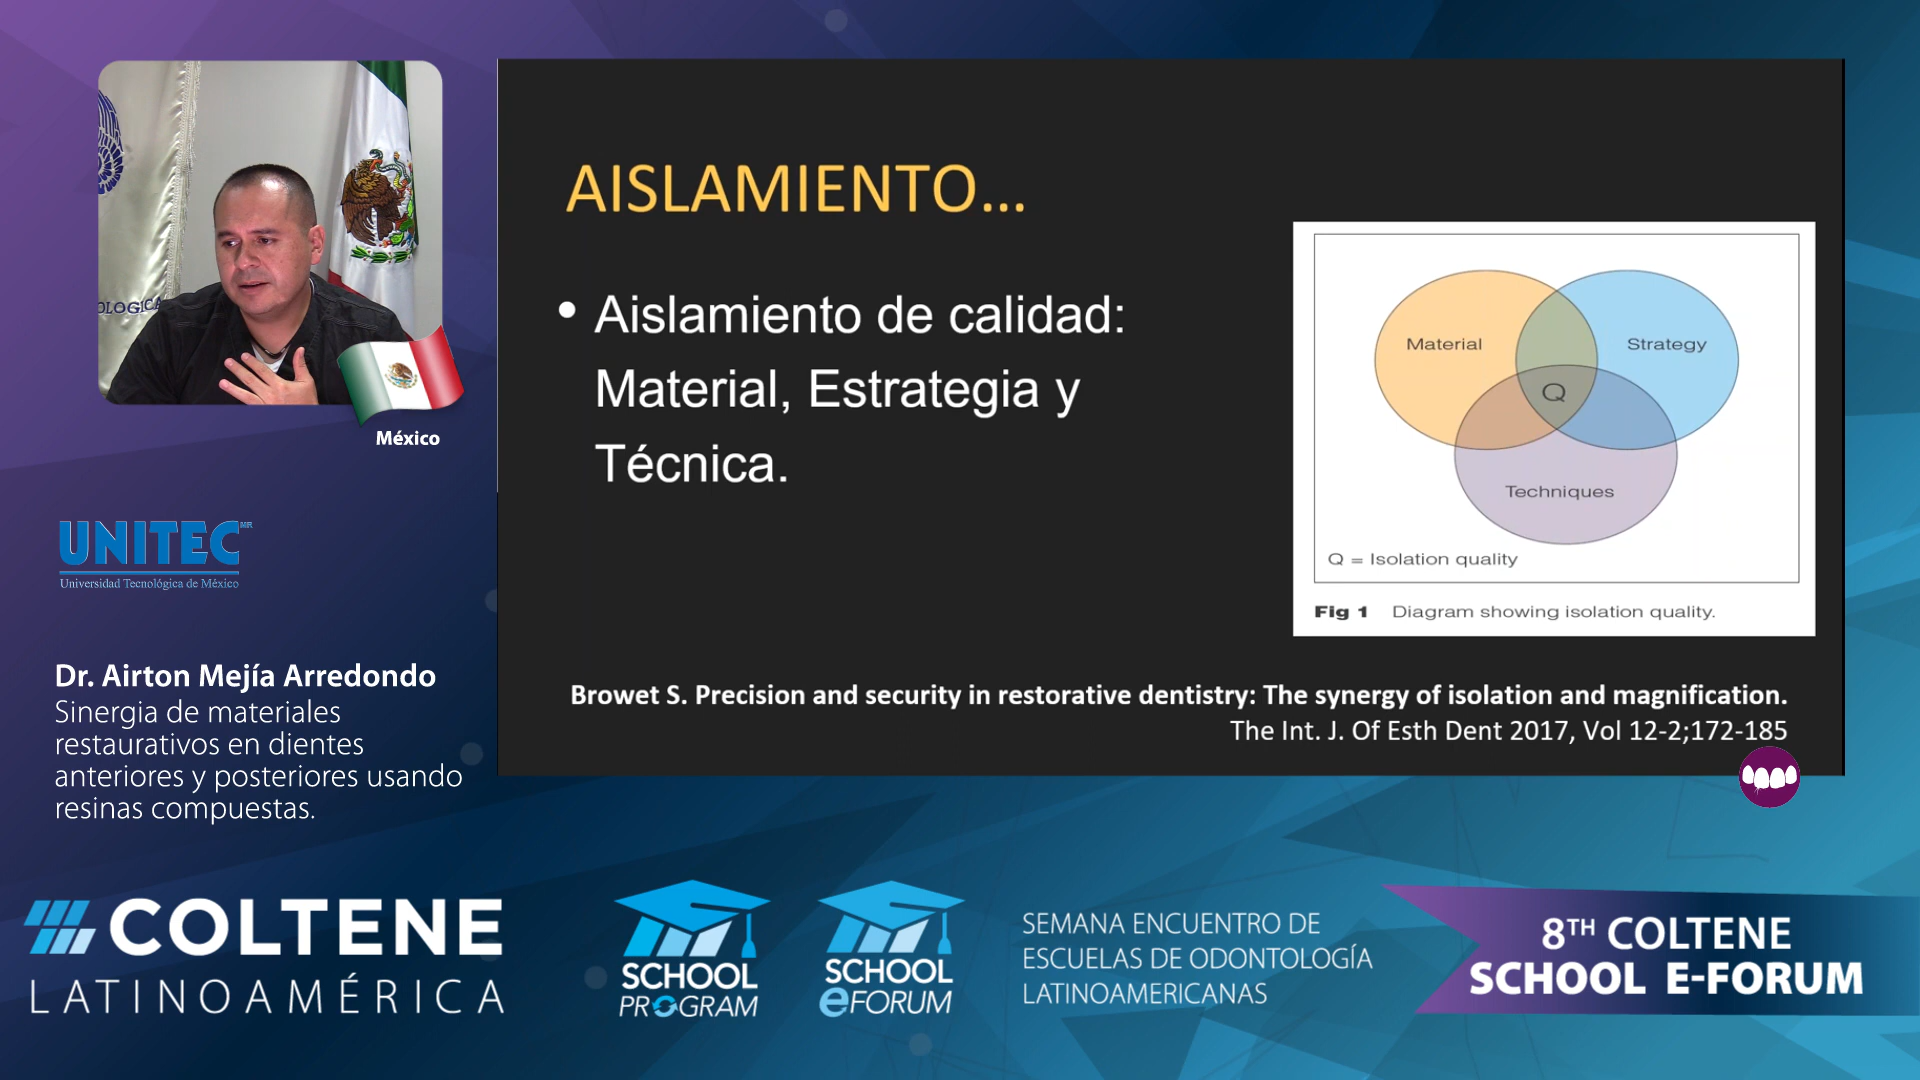 OLOGICA
México
UNITEC MR
Universidad Tecnológica de México
Dr. Airton Mejía Arredondo
Sinergia de materiales
restaurativos en dientes
anteriores y posteriores usando
resinas compuestas.
AISLAMIENTO...
• Aislamiento de calidad:
Material, Estrategia y
Técnica.
Material
Strategy
Q
Techniques
Q = Isolation quality
Fig 1 Diagram showing isolation quality.
Browet S. Precision and security in restorative dentistry: The synergy of isolation and magnification.
The Int. J. Of Esth Dent 2017, Vol 12-2;172-185
COLTENE
LATINOAMÉRICA
SCHOOL
PROGRAM
SCHOOL
eFORUM
SEMANA ENCUENTRO DE
ESCUELAS DE ODONTOLOGÍA
LATINOAMERICANAS
8TH COLTENE
SCHOOL E-FORUM